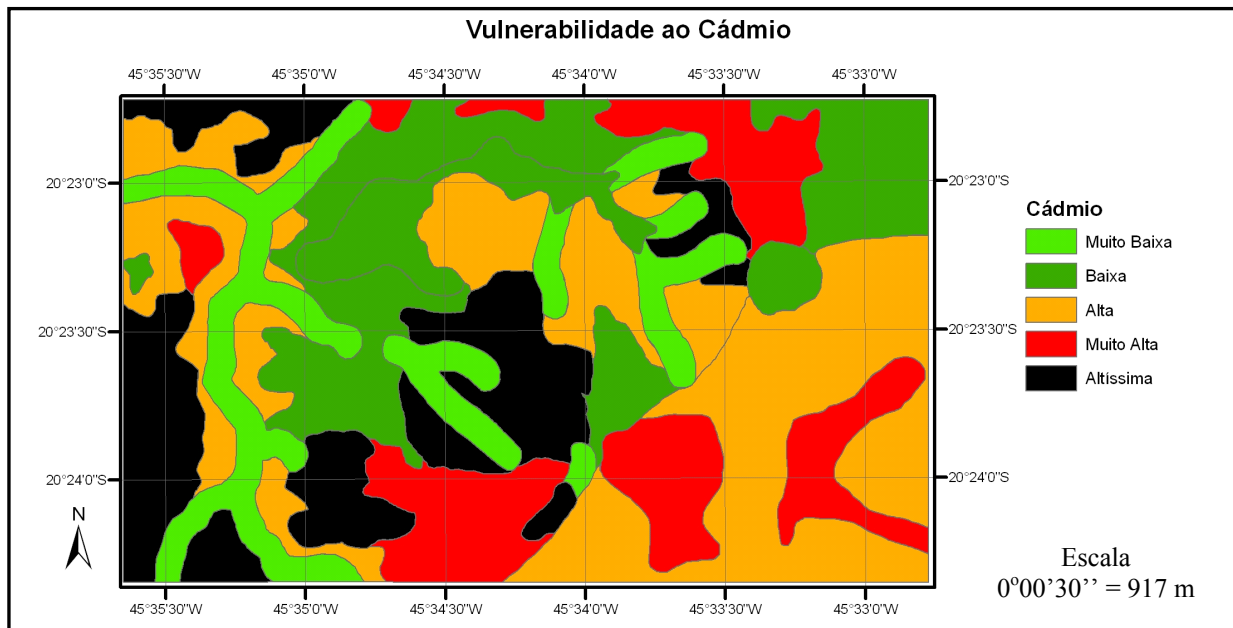 Vulnerabilidade ao Cádmio
45°35'30"W 45°35'0"W 45°34'30"W 45°34'0"W 45°33'30"W 45°33'0"W
20°23'0"S 20°23'0"S
Cádmio
Muito Baixa
Baixa
Alta
20°23'30"S 20°23'30"S
Muito Alta
Altíssima
20°24'0"S 20°24'0"S
N
Escala
0º00'30'' = 917 m
45°35'30"W 45°35'0"W 45°34'30"W 45°34'0"W 45°33'30"W 45°33'0"W